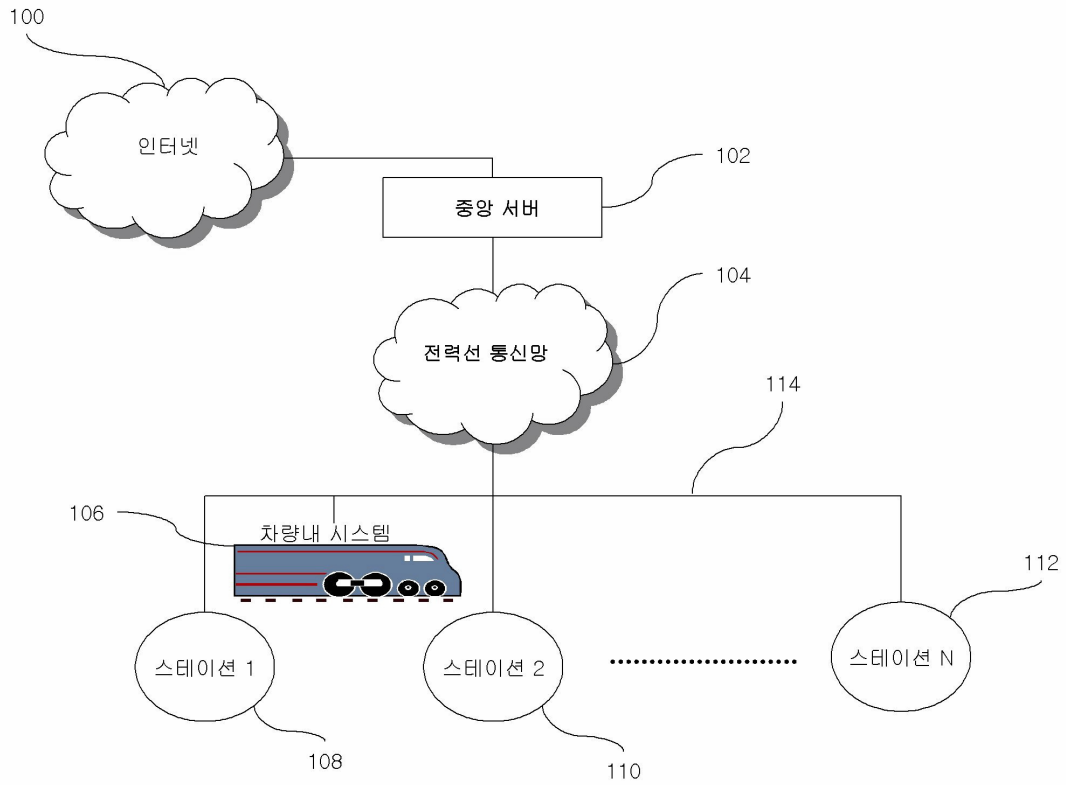 100
인터넷
102
중앙 서버
104
전력선 통신망
114
106
차량내 시스템
112
스테이션 1
스테이션 2
스테이션 N
108
110